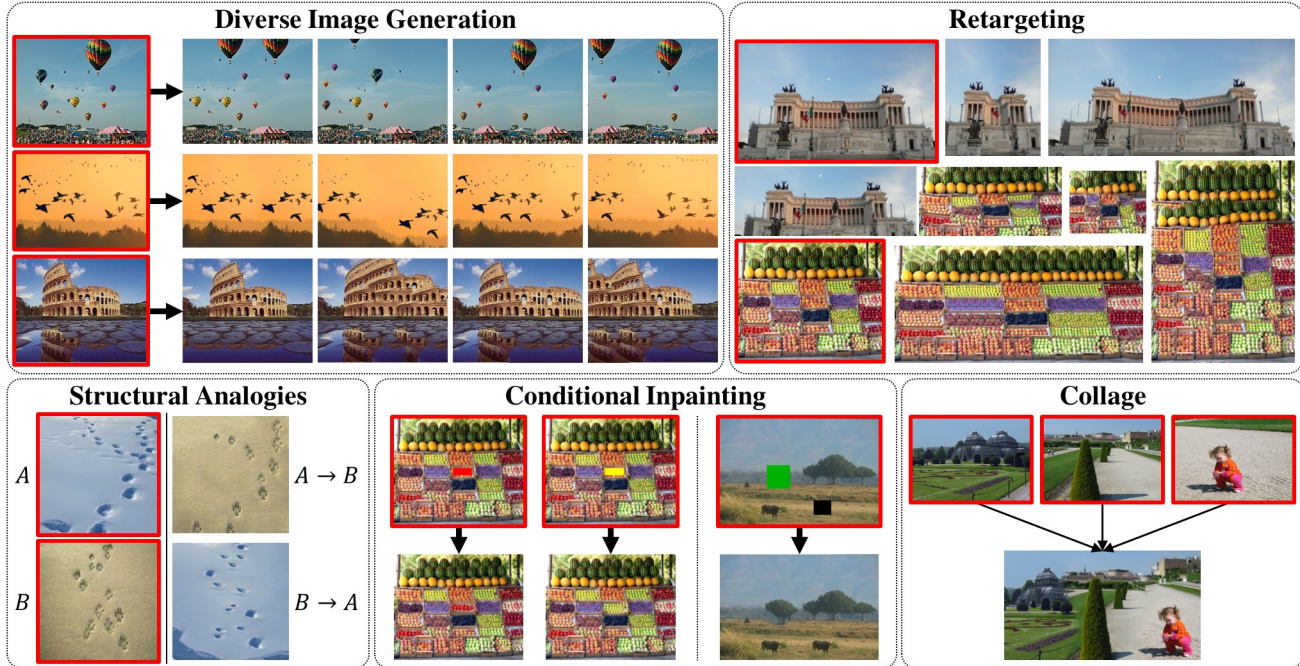 Diverse Image Generation
Retargeting
Structural Analogies
A
A → B
B
B → A
Conditional Inpainting
Collage